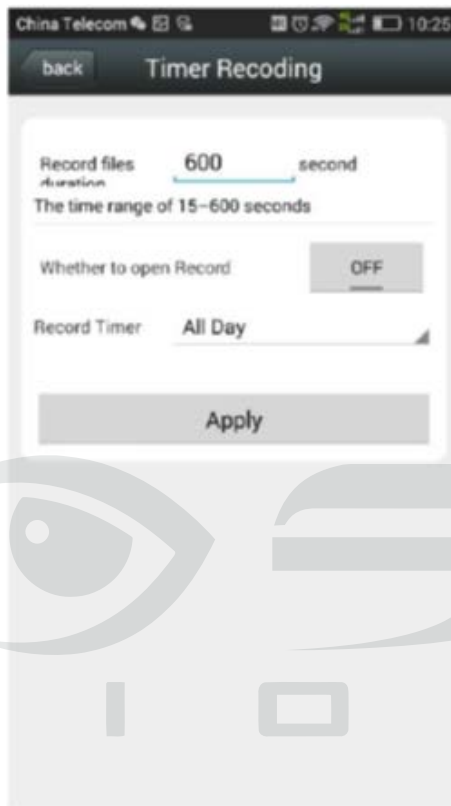 China Telecom 10:25
back Timer Recoding
Record files duration 600 second
The time range of 15-600 seconds
Whether to open Record OFF
Record Timer All Day
Apply